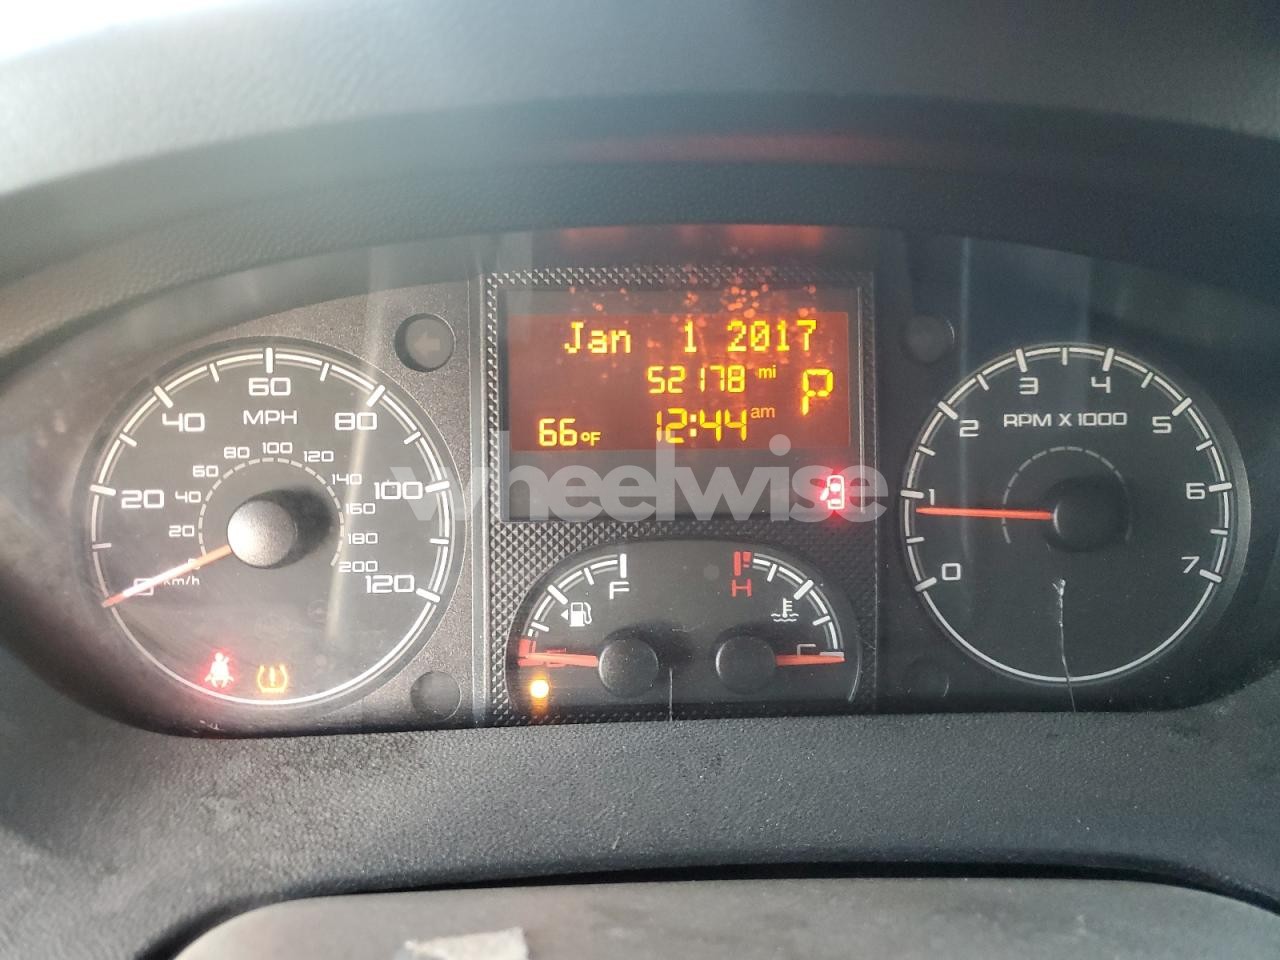 Jan 1 2017
52178 mi
P
66°F 12:44 am
0 20 40 60 80 100 120
MPH
0 20 40 60 80 100 120 140 160 180 200
km/h
0 1 2 3 4 5 6 7
RPM X 1000
F
E
H
C
wheelwise